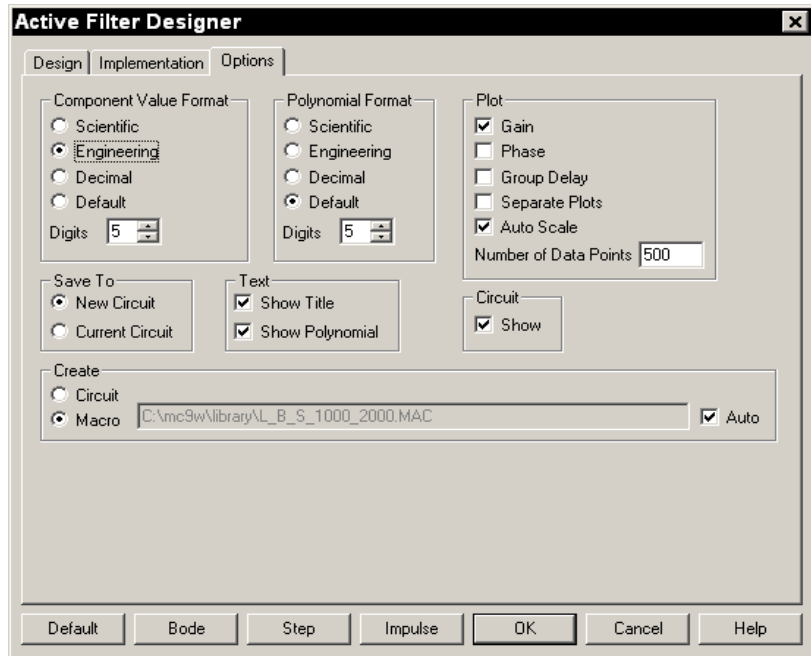 Active Filter Designer
Design
Implementation
Options
Component Value Format
Scientific
Engineering
Decimal
Default
Digits 5
Polynomial Format
Scientific
Engineering
Decimal
Default
Digits 5
Plot
Gain
Phase
Group Delay
Separate Plots
Auto Scale
Number of Data Points 500
Save To
New Circuit
Current Circuit
Text
Show Title
Show Polynomial
Circuit
Show
Create
Circuit
Macro C:\mc9w\library\L_B_S_1000_2000.MAC Auto
Default
Bode
Step
Impulse
OK
Cancel
Help